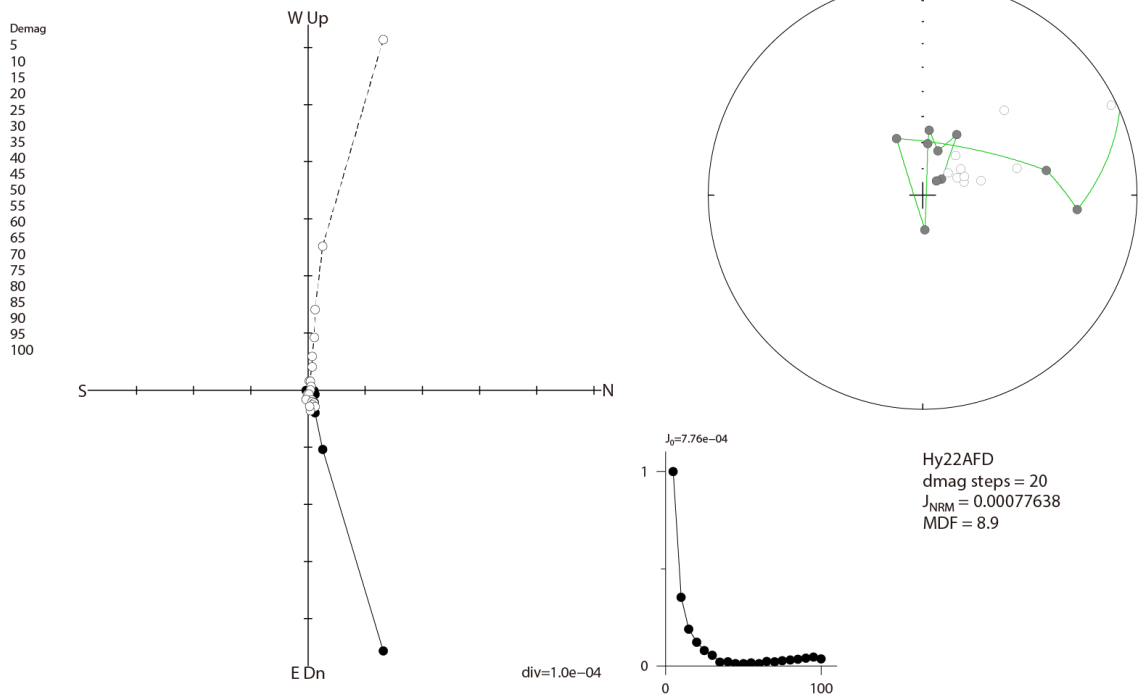 W Up
Demag
5
10
15
20
25
30
35
40
45
50
55
60
65
70
75
80
85
90
95
100
S
N
E Dn
div=1.0e−04
J0=7.76e−04
1
0
0
100
Hy22AFD
dmag steps = 20
JNRM = 0.00077638
MDF = 8.9